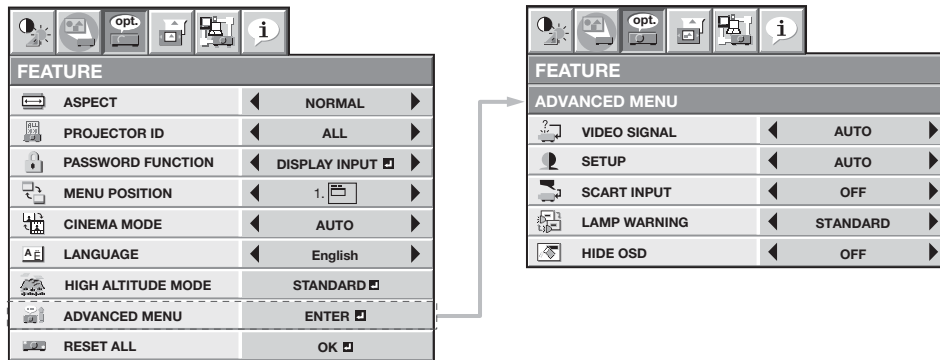 opt.
i
FEATURE
ASPECT NORMAL
PROJECTOR ID ALL
PASSWORD FUNCTION DISPLAY INPUT
MENU POSITION 1.
CINEMA MODE AUTO
LANGUAGE English
HIGH ALTITUDE MODE STANDARD
ADVANCED MENU ENTER
RESET ALL OK
opt.
i
FEATURE
ADVANCED MENU
? VIDEO SIGNAL AUTO
SETUP AUTO
SCART INPUT OFF
LAMP WARNING STANDARD
HIDE OSD OFF